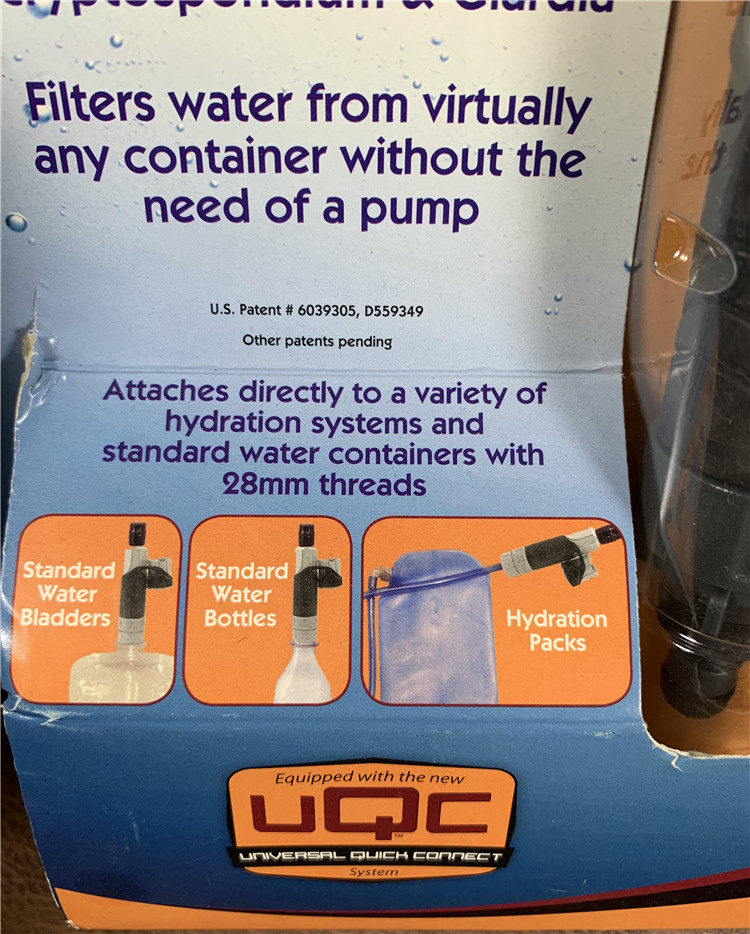 & Giardia
Filters water from virtually
any container without the
need of a pump
U.S. Patent # 6039305, D559349
Other patents pending
Attaches directly to a variety of
hydration systems and
standard water containers with
28mm threads
Standard
Water
Bladders
Standard
Water
Bottles
Hydration
Packs
Equipped with the new
UQC
TM
UNIVERSAL QUICK CONNECT
System